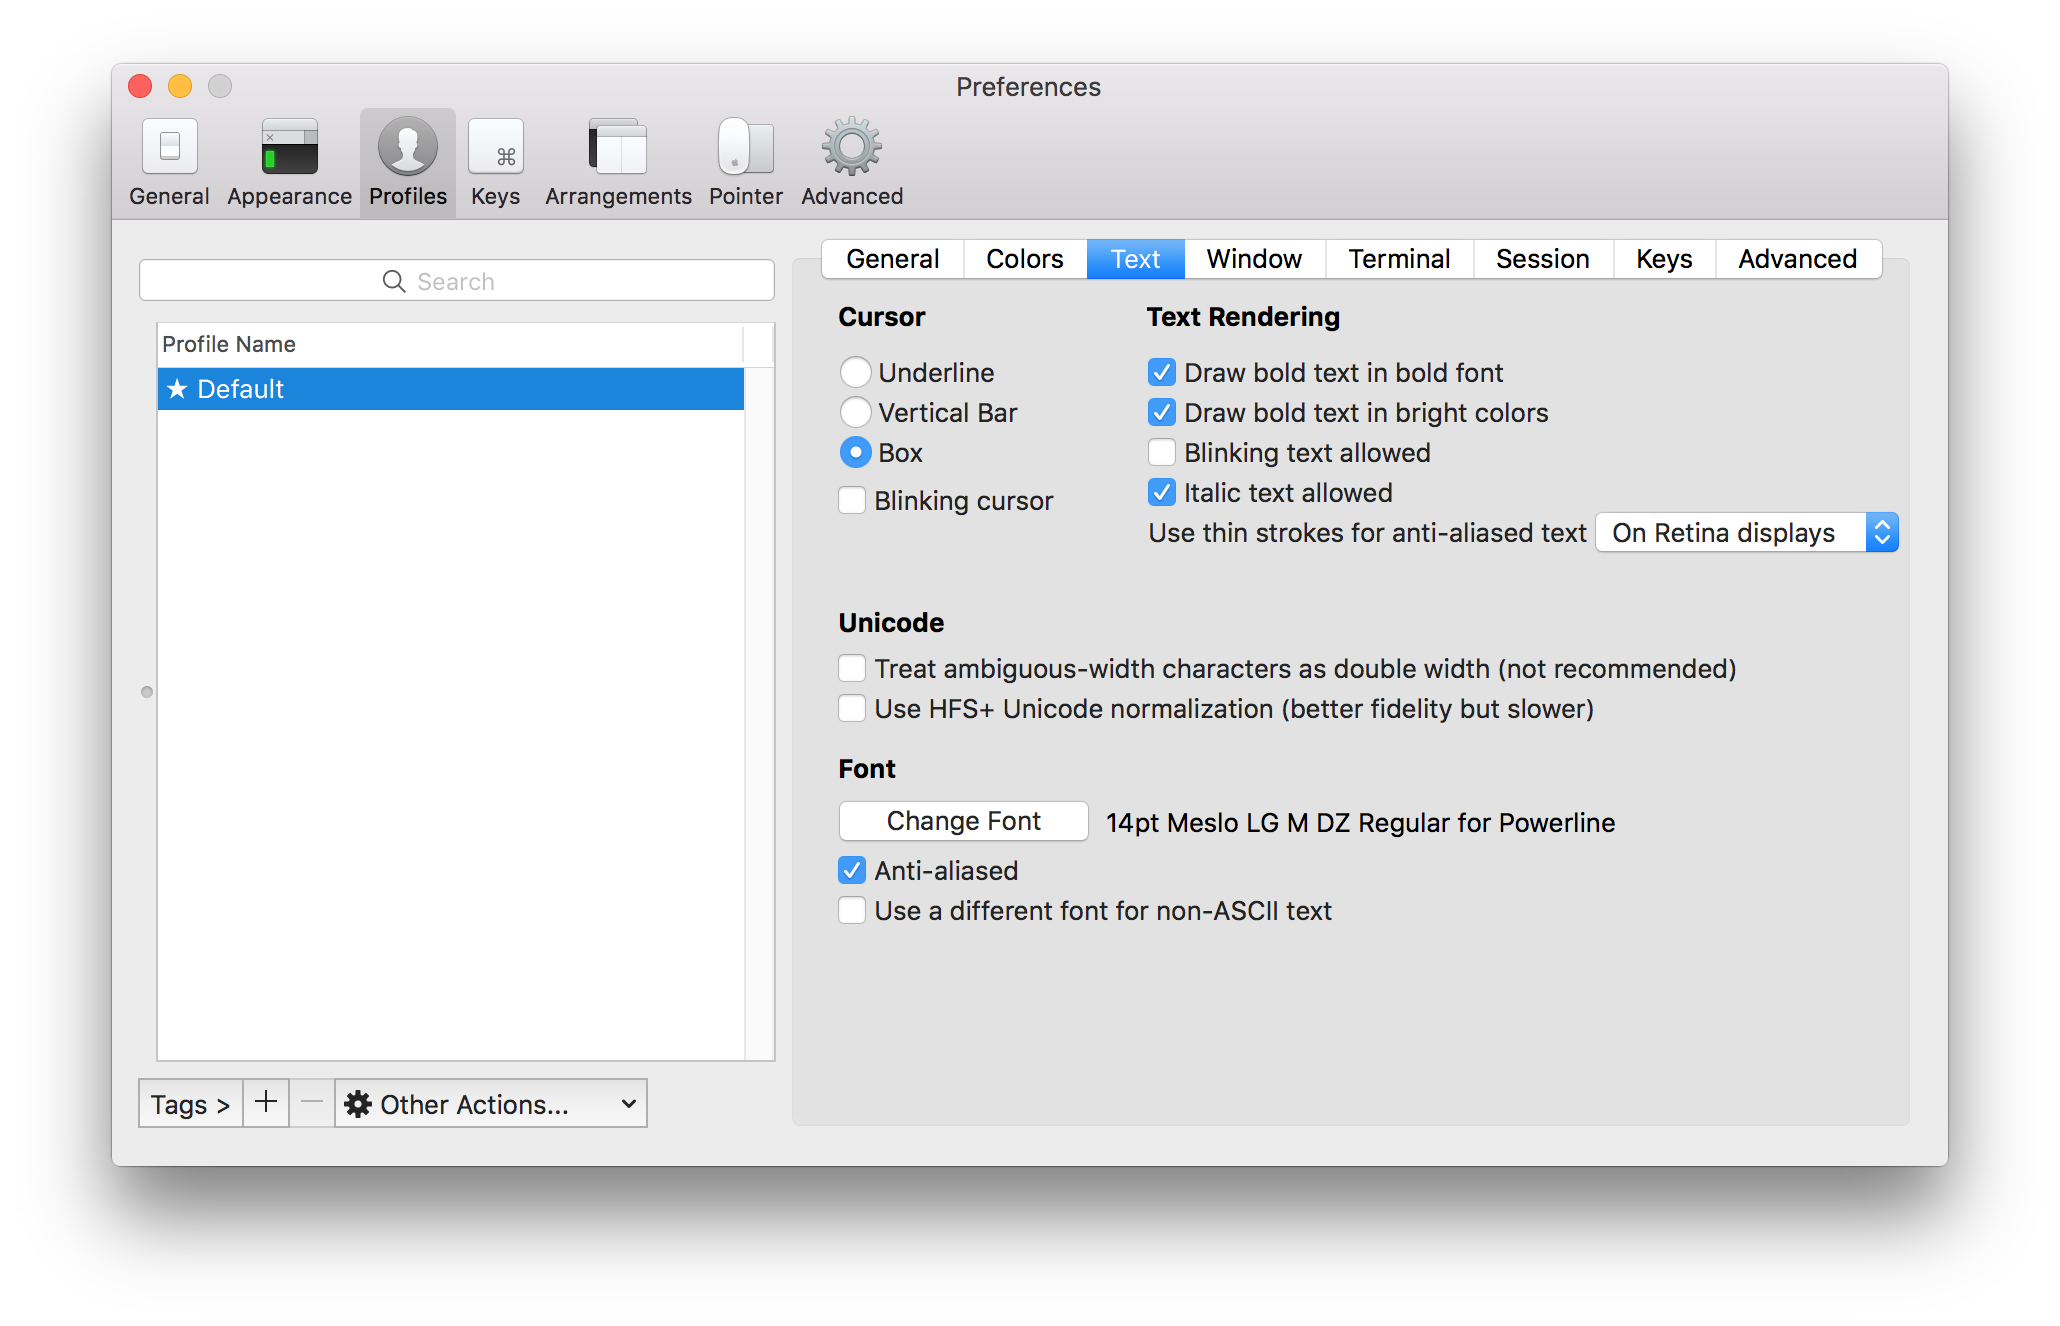 Preferences
General Appearance Profiles Keys Arrangements Pointer Advanced
Search
Profile Name
★ Default
Tags > + − Other Actions...
General Colors Text Window Terminal Session Keys Advanced
Cursor
Underline
Vertical Bar
Box
Blinking cursor
Text Rendering
Draw bold text in bold font
Draw bold text in bright colors
Blinking text allowed
Italic text allowed
Use thin strokes for anti-aliased text On Retina displays
Unicode
Treat ambiguous-width characters as double width (not recommended)
Use HFS+ Unicode normalization (better fidelity but slower)
Font
Change Font 14pt Meslo LG M DZ Regular for Powerline
Anti-aliased
Use a different font for non-ASCII text